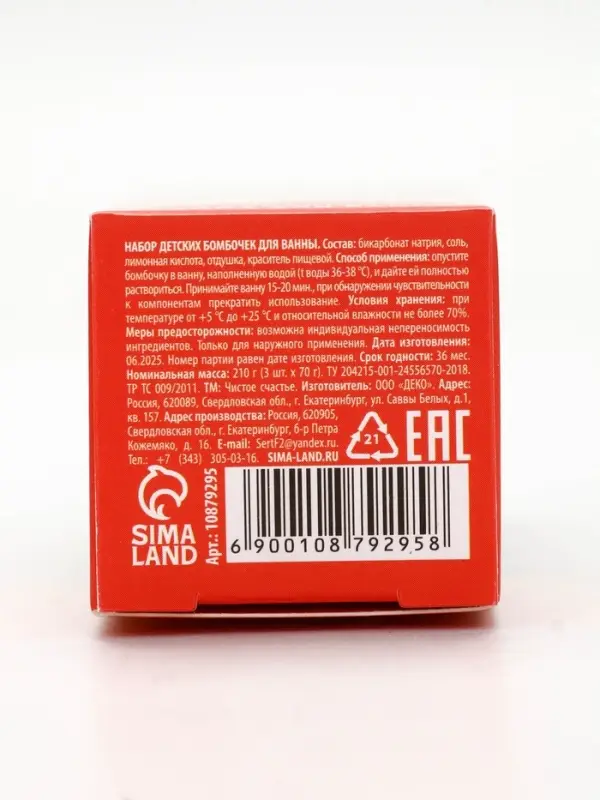 НАБОР ДЕТСКИХ БОМБОЧЕК ДЛЯ ВАННЫ. Состав: бикарбонат натрия, соль,
лимонная кислота, отдушка, краситель пищевой. Способ применения: опустите
бомбочку в ванну, наполненную водой (t воды 36-38 °С), и дайте ей полностью
раствориться. Принимайте ванну 15-20 мин., при обнаружении чувствительности
к компонентам прекратить использование. Условия хранения: при
температуре от +5 °С до +25 °С и относительной влажности не более 70%.
Меры предосторожности: возможна индивидуальная непереносимость
ингредиентов. Только для наружного применения. Дата изготовления:
06.2025. Номер партии равен дате изготовления. Срок годности: 36 мес.
Номинальная масса: 210 г (3 шт. х 70 г). ТУ 204215-001-24556570-2018.
ТР ТС 009/2011. ТМ: Чистое счастье. Изготовитель: ООО «ДЕКО». Адрес:
Россия, 620089, Свердловская обл., г. Екатеринбург, ул. Саввы Белых, д.1,
кв. 157. Адрес производства: Россия, 620905,
Свердловская обл., г. Екатеринбург, б-р Петра
Кожемяко, д. 16. E-mail: SertF2@yandex.ru.
Тел.: +7 (343) 305-03-16. SIMA-LAND.RU
21
EAC
SIMA
LAND
Арт.: 10879295
6 900108 792958